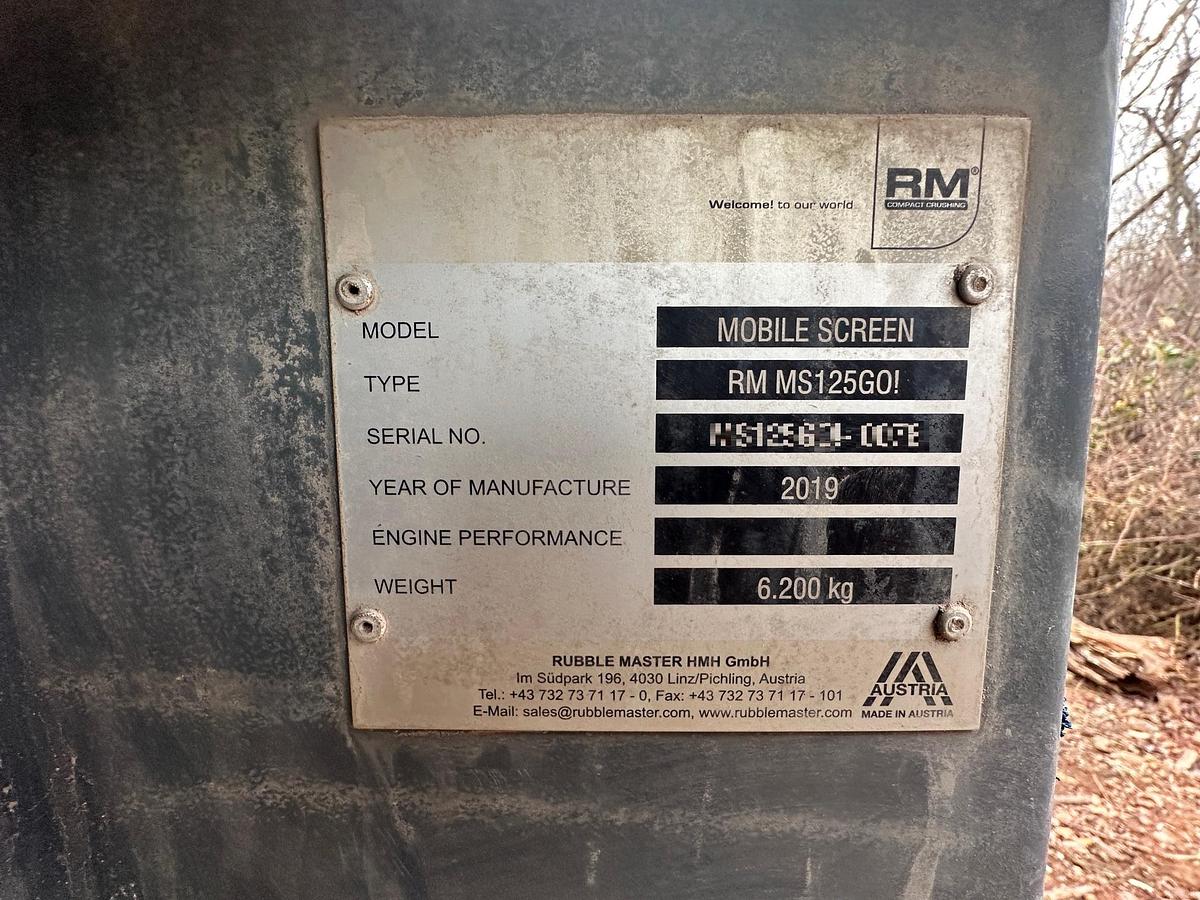 Welcome! to our world
RM®
COMPACT CRUSHING
MODEL MOBILE SCREEN
TYPE RM MS125GO!
SERIAL NO.
YEAR OF MANUFACTURE 2019
ENGINE PERFORMANCE
WEIGHT 6.200 kg
RUBBLE MASTER HMH GmbH
Im Südpark 196, 4030 Linz/Pichling, Austria
Tel.: +43 732 73 71 17 - 0, Fax: +43 732 73 71 17 - 101
E-Mail: sales@rubblemaster.com, www.rubblemaster.com
AUSTRIA
MADE IN AUSTRIA